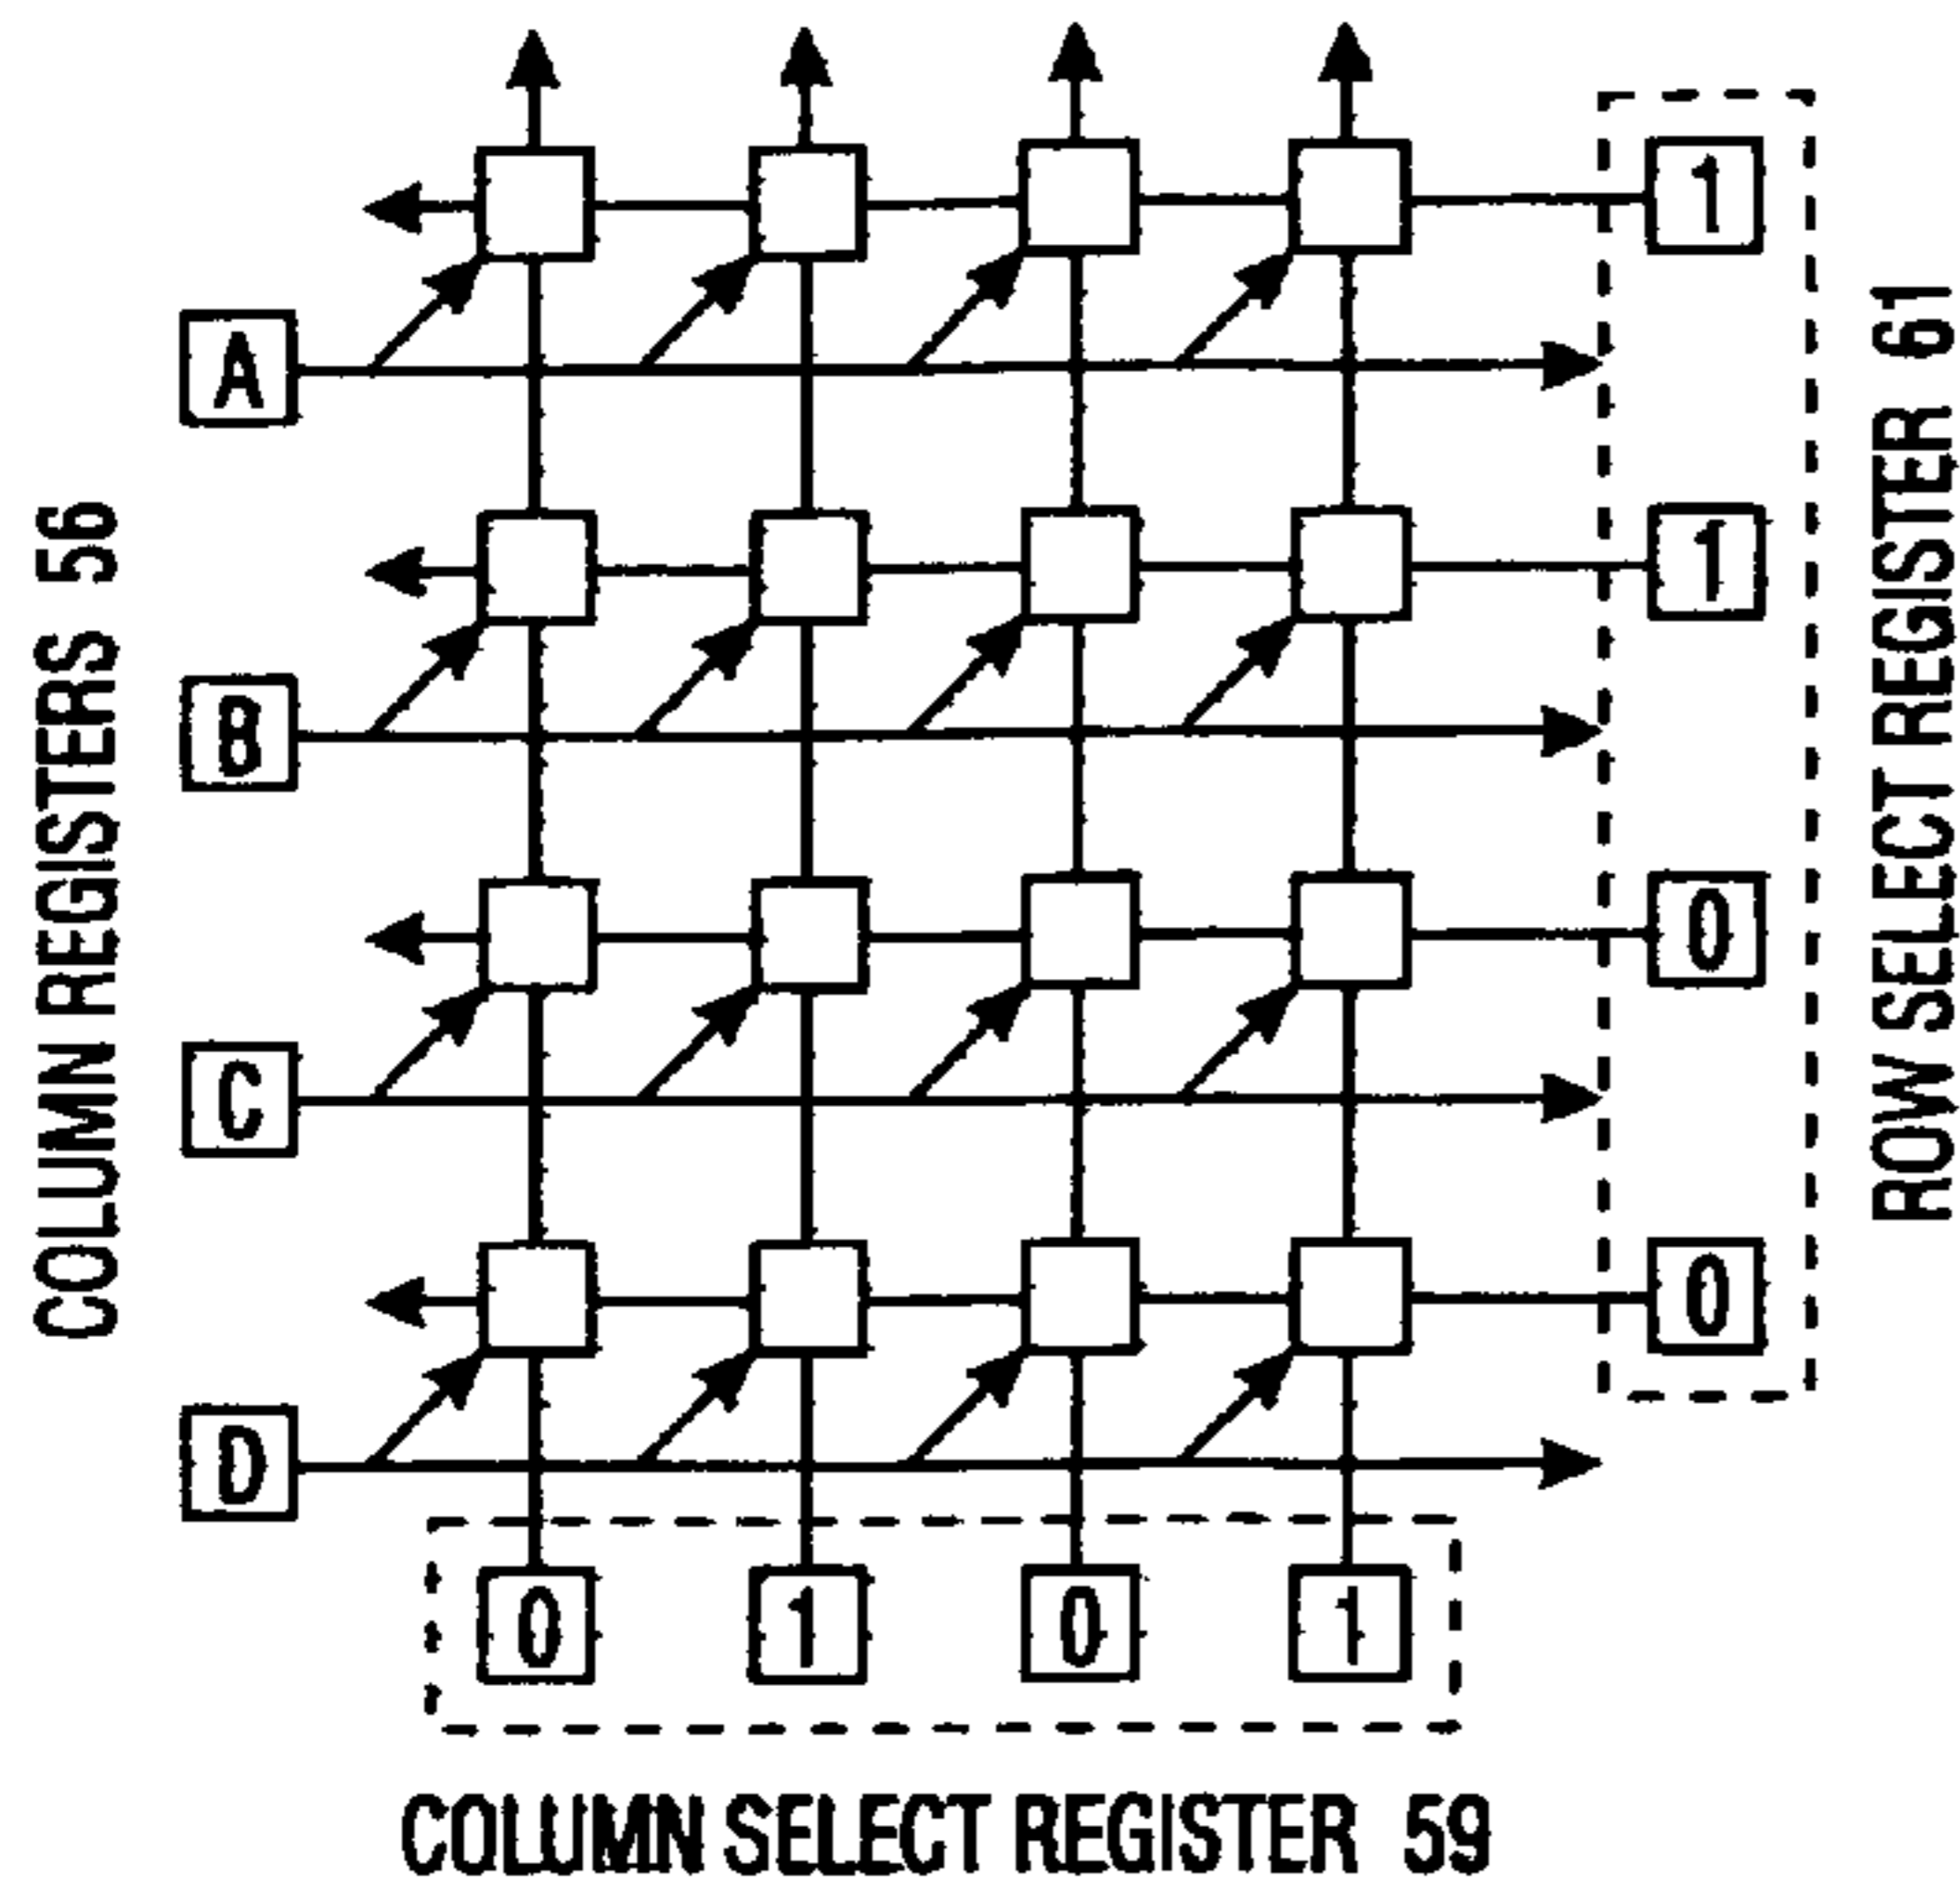 COLUMN REGISTERS 56
A
B
C
D
1
1
0
0
ROW SELECT REGISTER 61
0 1 0 1
COLUMN SELECT REGISTER 59